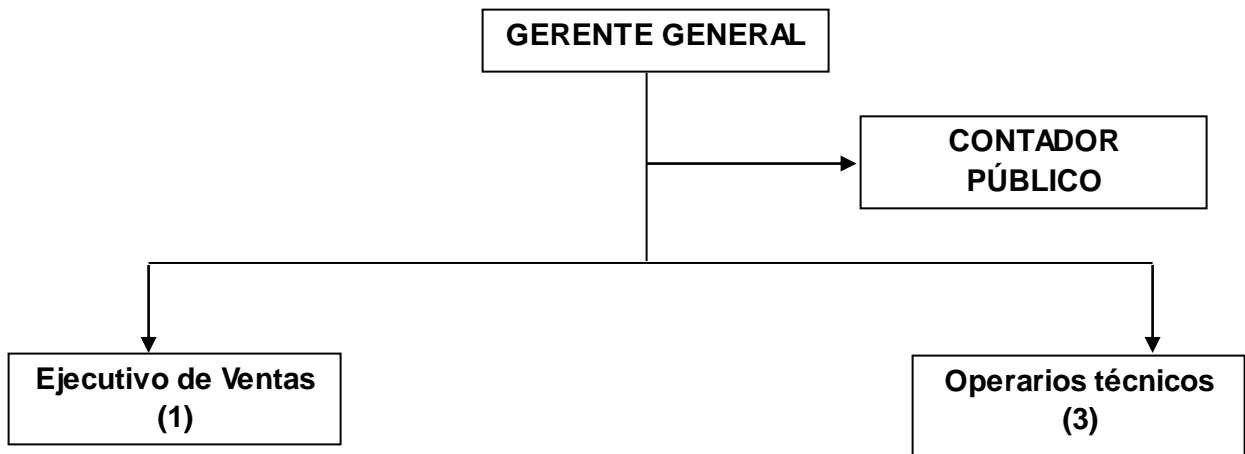 GERENTE GENERAL
CONTADOR
PÚBLICO
Ejecutivo de Ventas
(1)
Operarios técnicos
(3)